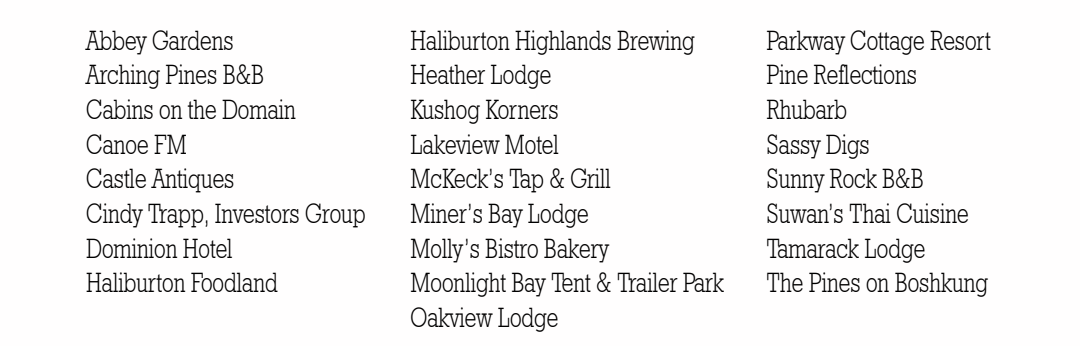 Abbey Gardens
Arching Pines B&B
Cabins on the Domain
Canoe FM
Castle Antiques
Cindy Trapp, Investors Group
Dominion Hotel
Haliburton Foodland
Haliburton Highlands Brewing
Heather Lodge
Kushog Korners
Lakeview Motel
McKeck's Tap & Grill
Miner's Bay Lodge
Molly's Bistro Bakery
Moonlight Bay Tent & Trailer Park
Oakview Lodge
Parkway Cottage Resort
Pine Reflections
Rhubarb
Sassy Digs
Sunny Rock B&B
Suwan's Thai Cuisine
Tamarack Lodge
The Pines on Boshkung